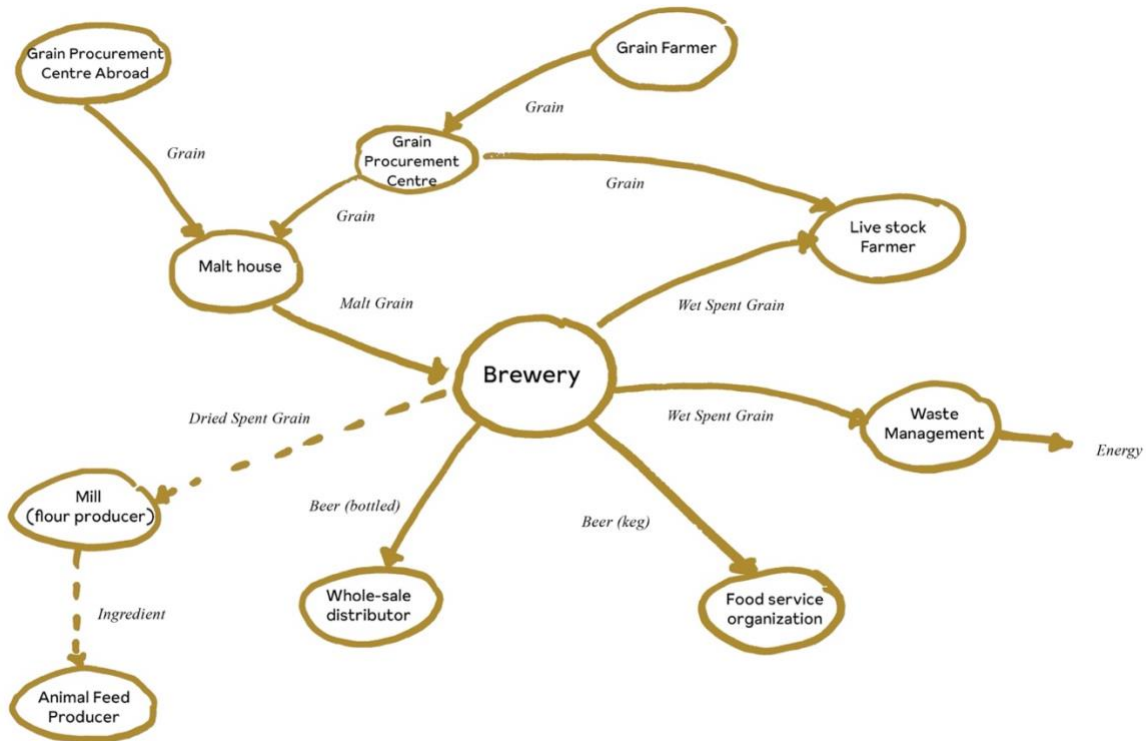 Grain Procurement
Centre Abroad
Grain Farmer
Grain
Grain
Procurement
Centre
Grain
Grain
Grain
Live stock
Farmer
Malt house
Malt Grain
Wet Spent Grain
Brewery
Dried Spent Grain
Wet Spent Grain
Waste
Management
Energy
Mill
(flour producer)
Beer (bottled)
Beer (keg)
Whole-sale
distributor
Food service
organization
Ingredient
Animal Feed
Producer